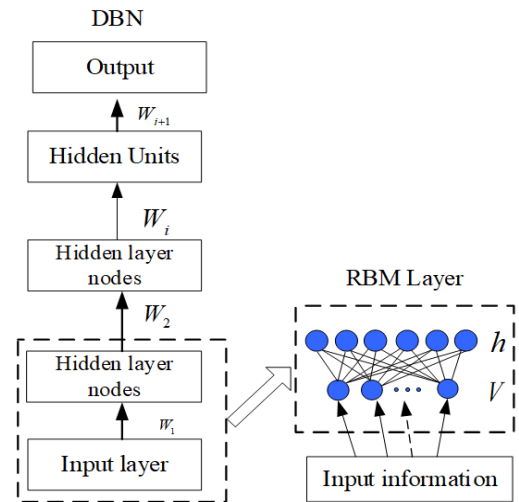 DBN
Output
W_{i+1}
Hidden Units
W_i
Hidden layer
nodes
W_2
Hidden layer
nodes
W_1
Input layer
RBM Layer
h
V
Input information